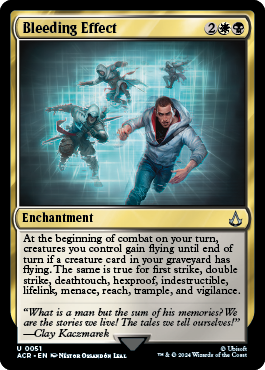 Bleeding Effect 2
Enchantment
At the beginning of combat on your turn,
creatures you control gain flying until end of
turn if a creature card in your graveyard has
flying. The same is true for first strike, double
strike, deathtouch, hexproof, indestructible,
lifelink, menace, reach, trample, and vigilance.
“What is a man but the sum of his memories? We
are the stories we live! The tales we tell ourselves!”
—Clay Kaczmarek
U 0051
ACR • EN Néstor Ossandón Leal
© Ubisoft
™ & © 2024 Wizards of the Coast